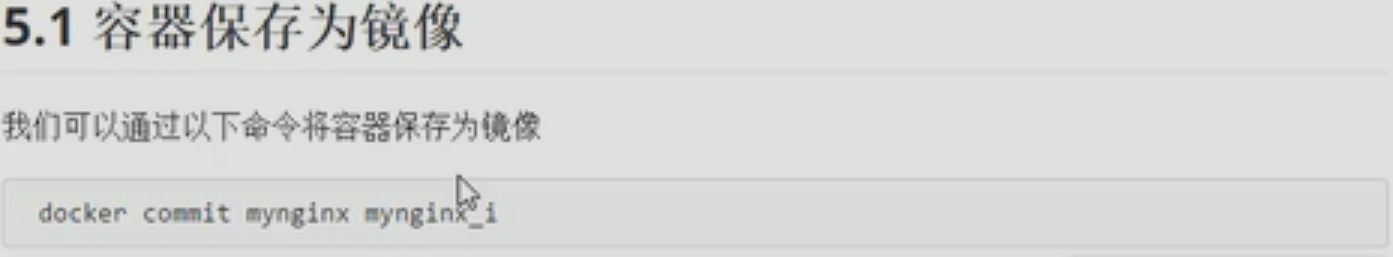 5.1 容器保存为镜像
我们可以通过以下命令将容器保存为镜像
docker commit mynginx mynginx_i